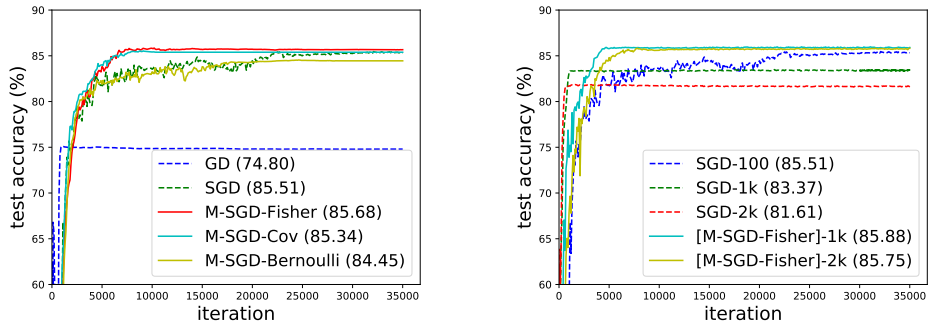 90
85
80
75
70
65
60
test accuracy (%)
GD (74.80)
SGD (85.51)
M-SGD-Fisher (85.68)
M-SGD-Cov (85.34)
M-SGD-Bernoulli (84.45)
0 5000 10000 15000 20000 25000 30000 35000
iteration
90
85
80
75
70
65
60
test accuracy (%)
SGD-100 (85.51)
SGD-1k (83.37)
SGD-2k (81.61)
[M-SGD-Fisher]-1k (85.88)
[M-SGD-Fisher]-2k (85.75)
0 5000 10000 15000 20000 25000 30000 35000
iteration